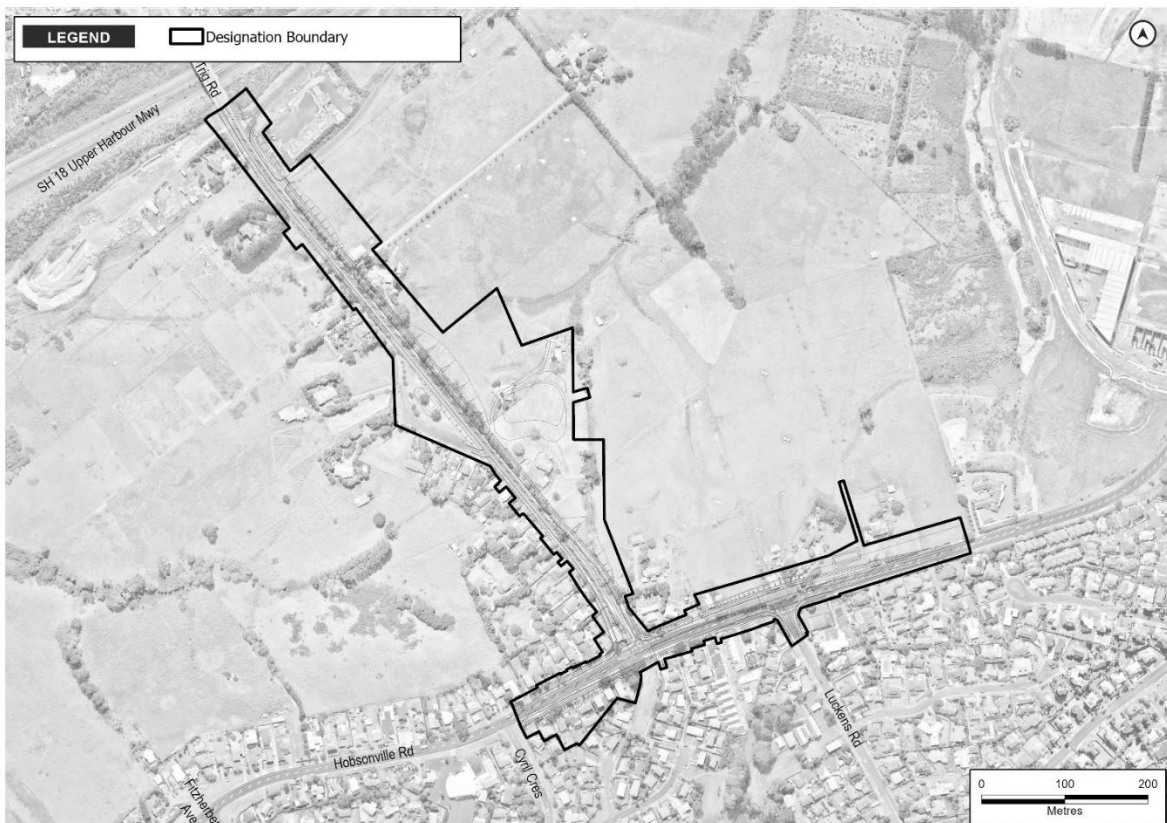 LEGEND
Designation Boundary
Trig Rd
SH 18 Upper Harbour Mwy
Hobsonville Rd
Cyril Cres
Luckens Rd
Fitzherbert
Ave
0 100 200
Metres